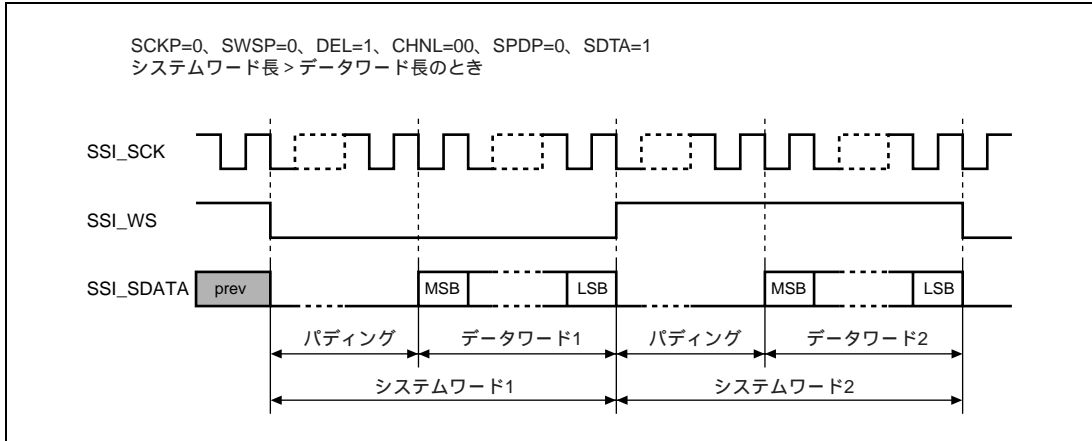 SCKP=0、SWSP=0、DEL=1、CHNL=00、SPDP=0、SDTA=1
システムワード長＞データワード長のとき
SSI_SCK
SSI_WS
SSI_SDATA prev MSB LSB MSB LSB
パディング データワード1 パディング データワード2
システムワード1 システムワード2